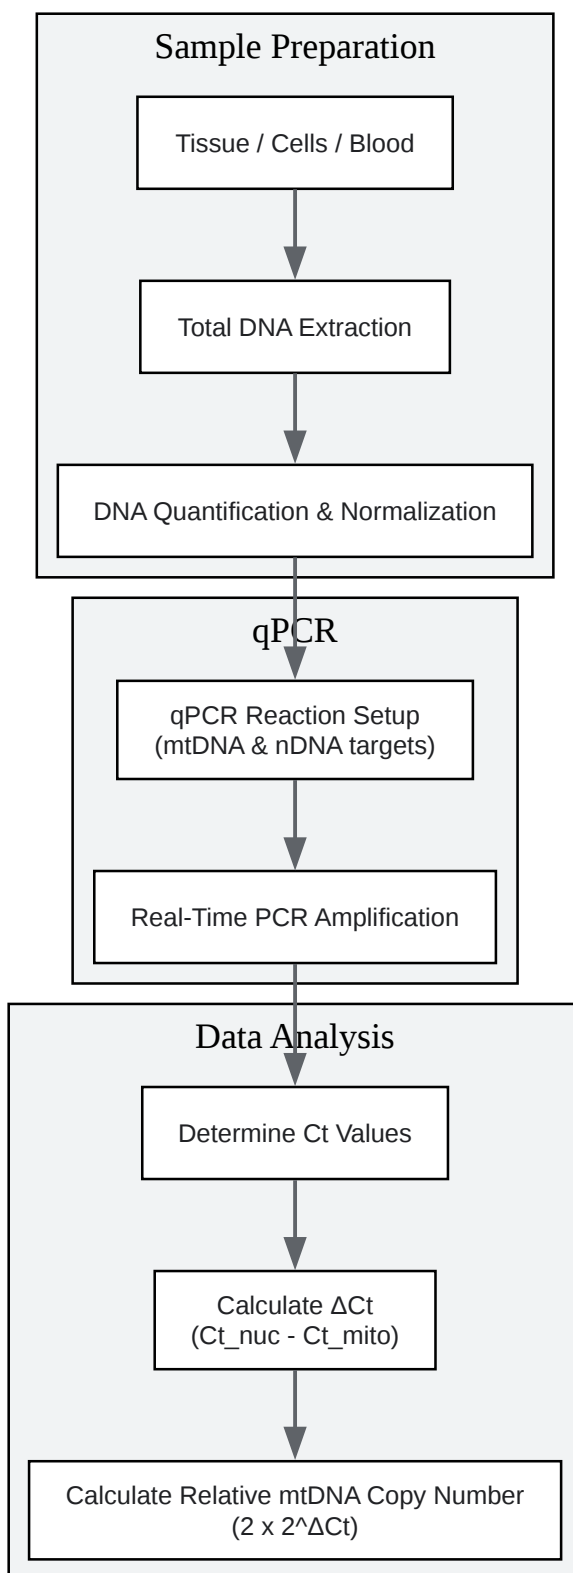 Sample Preparation
Tissue / Cells / Blood
Total DNA Extraction
DNA Quantification & Normalization
qPCR
qPCR Reaction Setup
(mtDNA & nDNA targets)
Real-Time PCR Amplification
Data Analysis
Determine Ct Values
Calculate ΔCt
(Ct_nuc - Ct_mito)
Calculate Relative mtDNA Copy Number
(2 x 2^ΔCt)